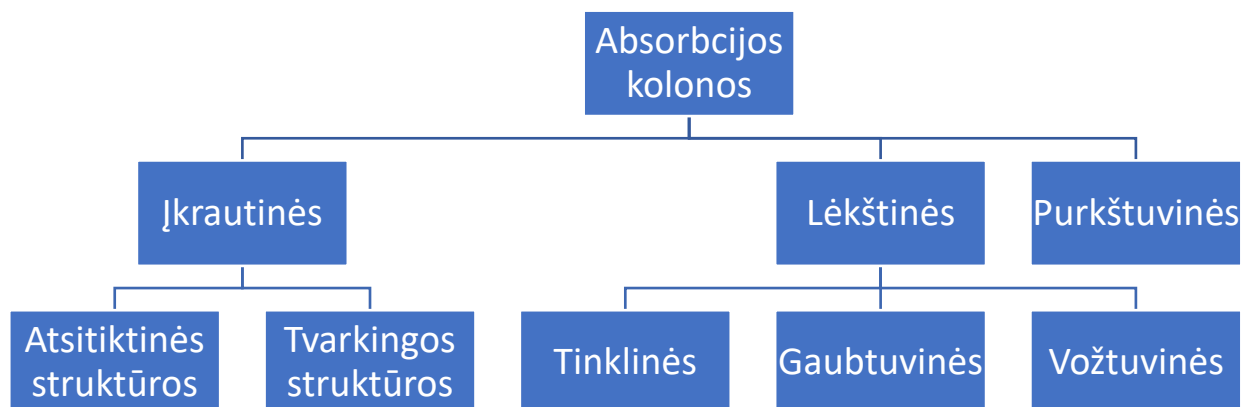 Absorbcijos
kolonos
Įkrautinės
Lėkštinės
Purkštuvinės
Atsitiktinės
struktūros
Tvarkingos
struktūros
Tinklinės
Gaubtuvinės
Vožtuvinės